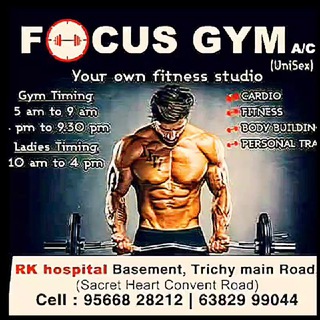 FOCUS GYM A/C
(UniSex)
Your own fitness studio
Gym Timing
5 am to 9 am
pm to 9.30 pm
Ladies Timing
10 am to 4 pm
CARDIO
FITNESS
BODY BUILDIN
PERSONAL TRA
RK hospital Basement, Trichy main Road
(Sacret Heart Convent Road)
Cell : 95668 28212 | 63829 99044